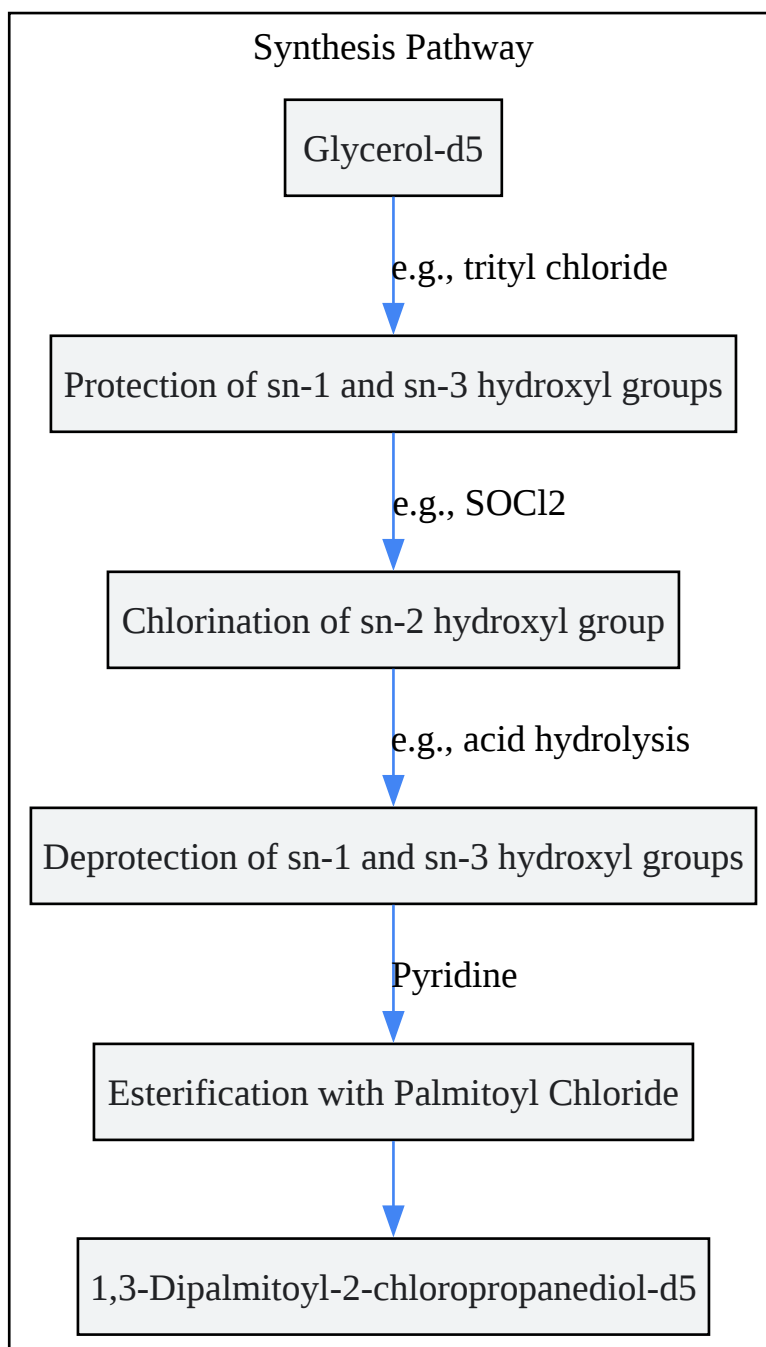 Synthesis Pathway
Glycerol-d5
e.g., trityl chloride
Protection of sn-1 and sn-3 hydroxyl groups
e.g., SOCl2
Chlorination of sn-2 hydroxyl group
e.g., acid hydrolysis
Deprotection of sn-1 and sn-3 hydroxyl groups
Pyridine
Esterification with Palmitoyl Chloride
1,3-Dipalmitoyl-2-chloropropanediol-d5